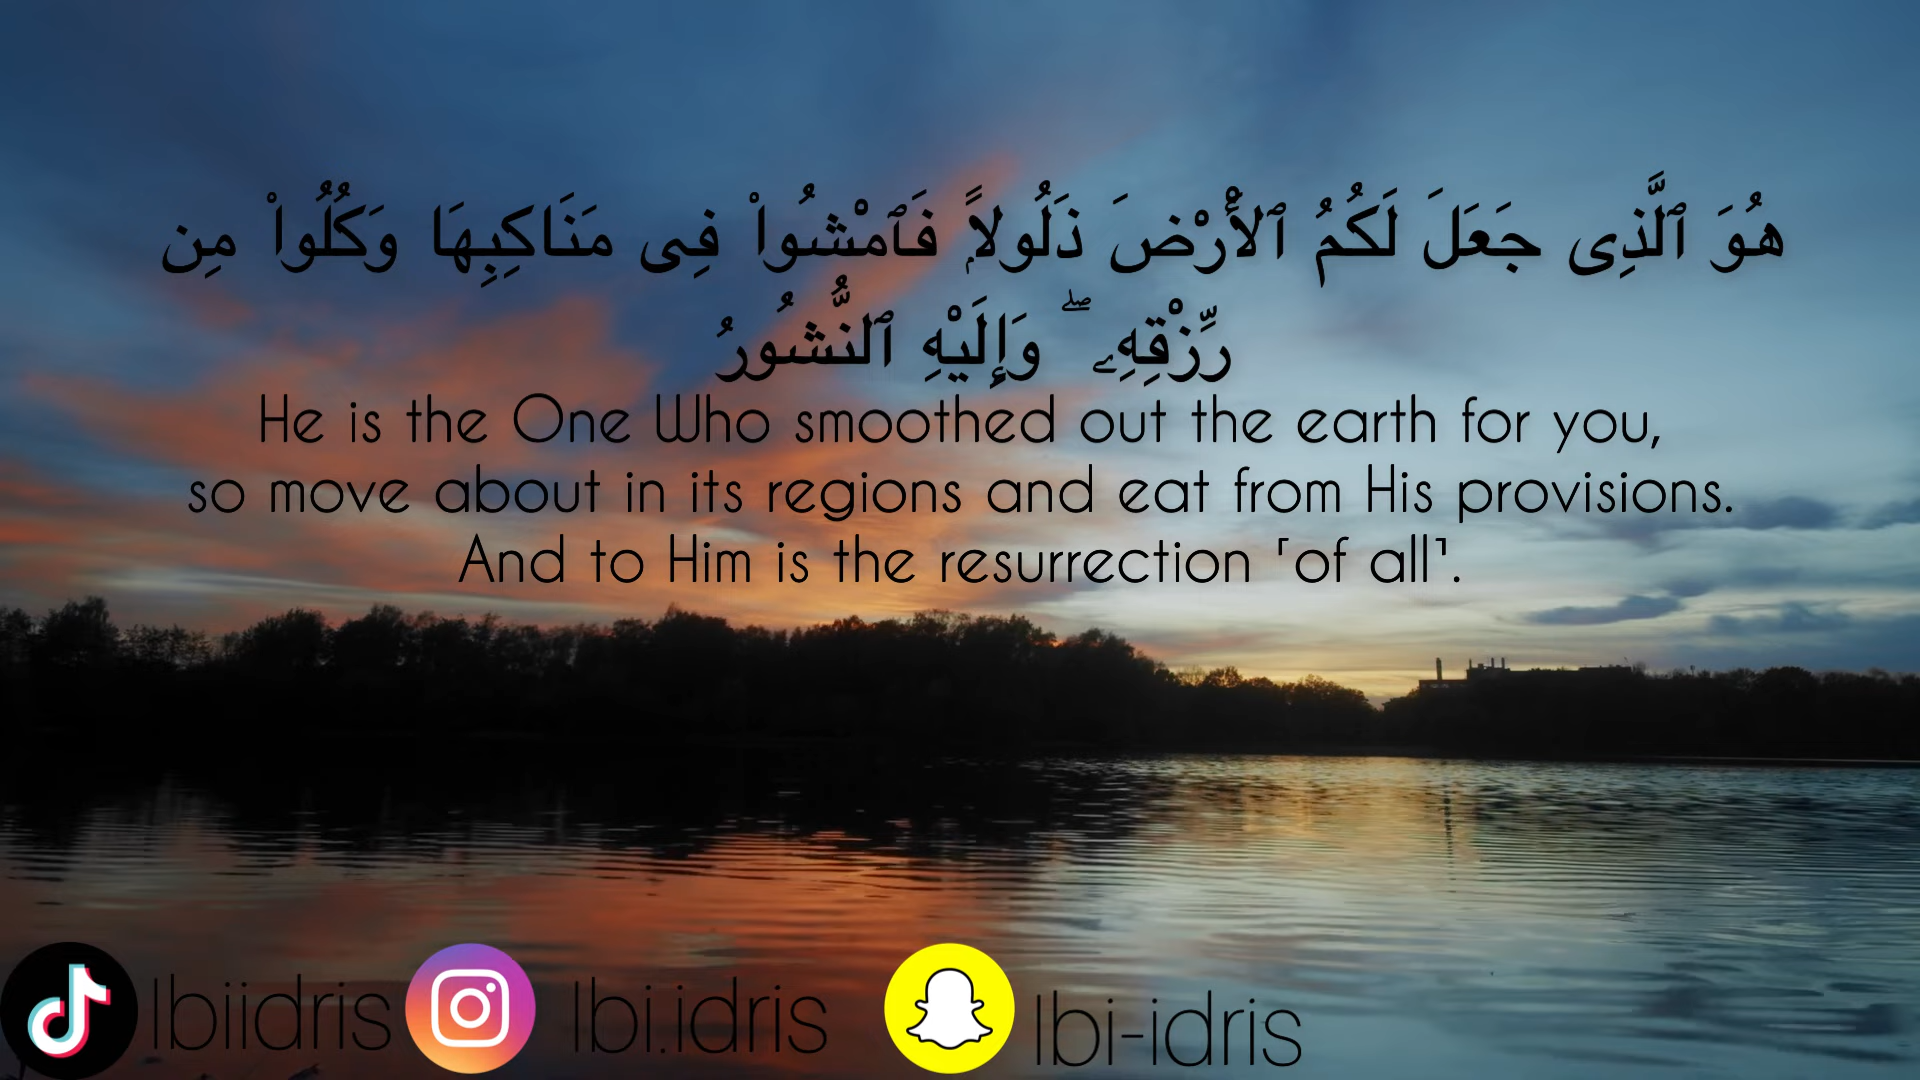 هُوَ ٱلَّذِى جَعَلَ لَكُمُ ٱلْأَرْضَ ذَلُولًا فَٱمْشُوا۟ فِى مَنَاكِبِهَا وَكُلُوا۟ مِن
رِّزْقِهِۦ ۖ وَإِلَيْهِ ٱلنُّشُورُ
He is the One Who smoothed out the earth for you,
so move about in its regions and eat from His provisions.
And to Him is the resurrection ˹of all˺.
Ibiidris Ibi.idris Ibi-idris